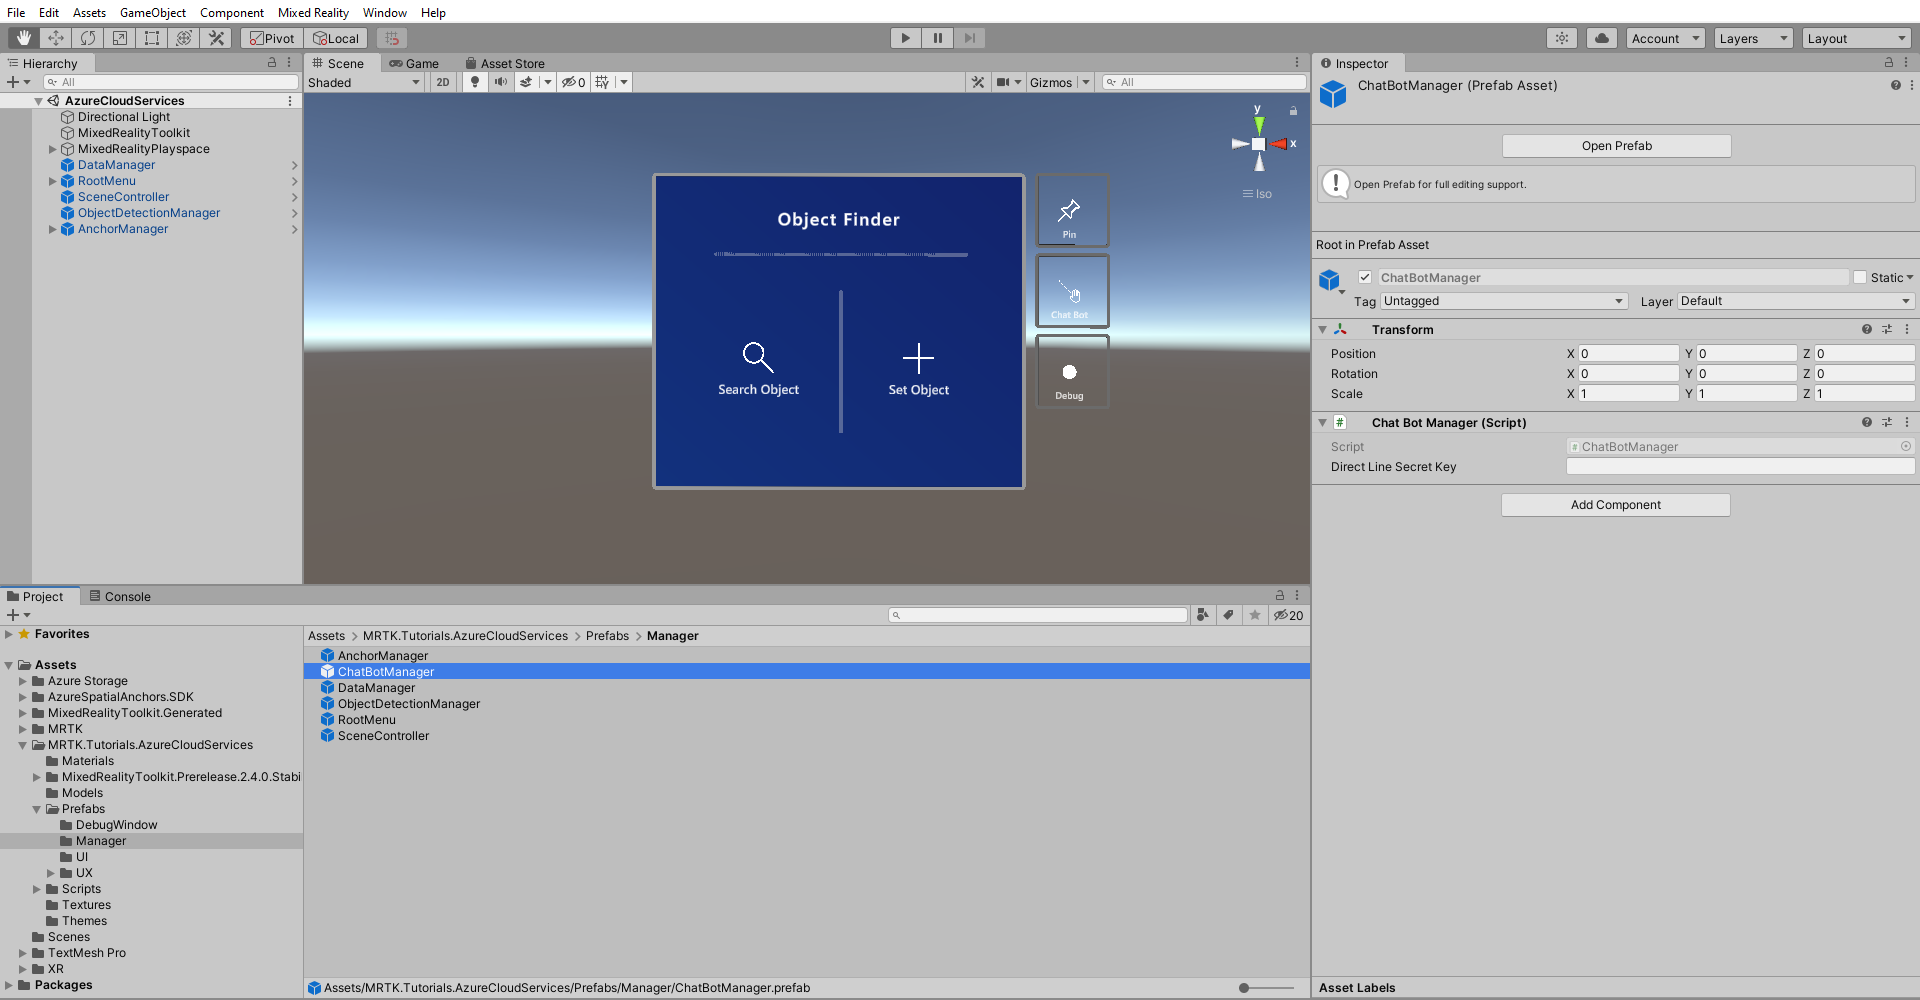 File Edit Assets GameObject Component Mixed Reality Window Help
Pivot Local Account Layers Layout
Hierarchy
All
AzureCloudServices
Directional Light
MixedRealityToolkit
MixedRealityPlayspace
DataManager
RootMenu
SceneController
ObjectDetectionManager
AnchorManager
Scene Game Asset Store
Shaded 2D 0 Gizmos All
y
x
Iso
Object Finder
Search Object
Set Object
Pin
Chat Bot
Debug
Inspector
ChatBotManager (Prefab Asset)
Open Prefab
Open Prefab for full editing support.
Root in Prefab Asset
ChatBotManager Static
Tag Untagged Layer Default
Transform
Position X 0 Y 0 Z 0
Rotation X 0 Y 0 Z 0
Scale X 1 Y 1 Z 1
# Chat Bot Manager (Script)
Script # ChatBotManager
Direct Line Secret Key
Add Component
Asset Labels
Project Console
20
Favorites
Assets
Azure Storage
AzureSpatialAnchors.SDK
MixedRealityToolkit.Generated
MRTK
MRTK.Tutorials.AzureCloudServices
Materials
MixedRealityToolkit.Prerelease.2.4.0.Stabi
Models
Prefabs
DebugWindow
Manager
UI
UX
Scripts
Textures
Themes
Scenes
TextMesh Pro
XR
Packages
Assets > MRTK.Tutorials.AzureCloudServices > Prefabs > Manager
AnchorManager
ChatBotManager
DataManager
ObjectDetectionManager
RootMenu
SceneController
Assets/MRTK.Tutorials.AzureCloudServices/Prefabs/Manager/ChatBotManager.prefab